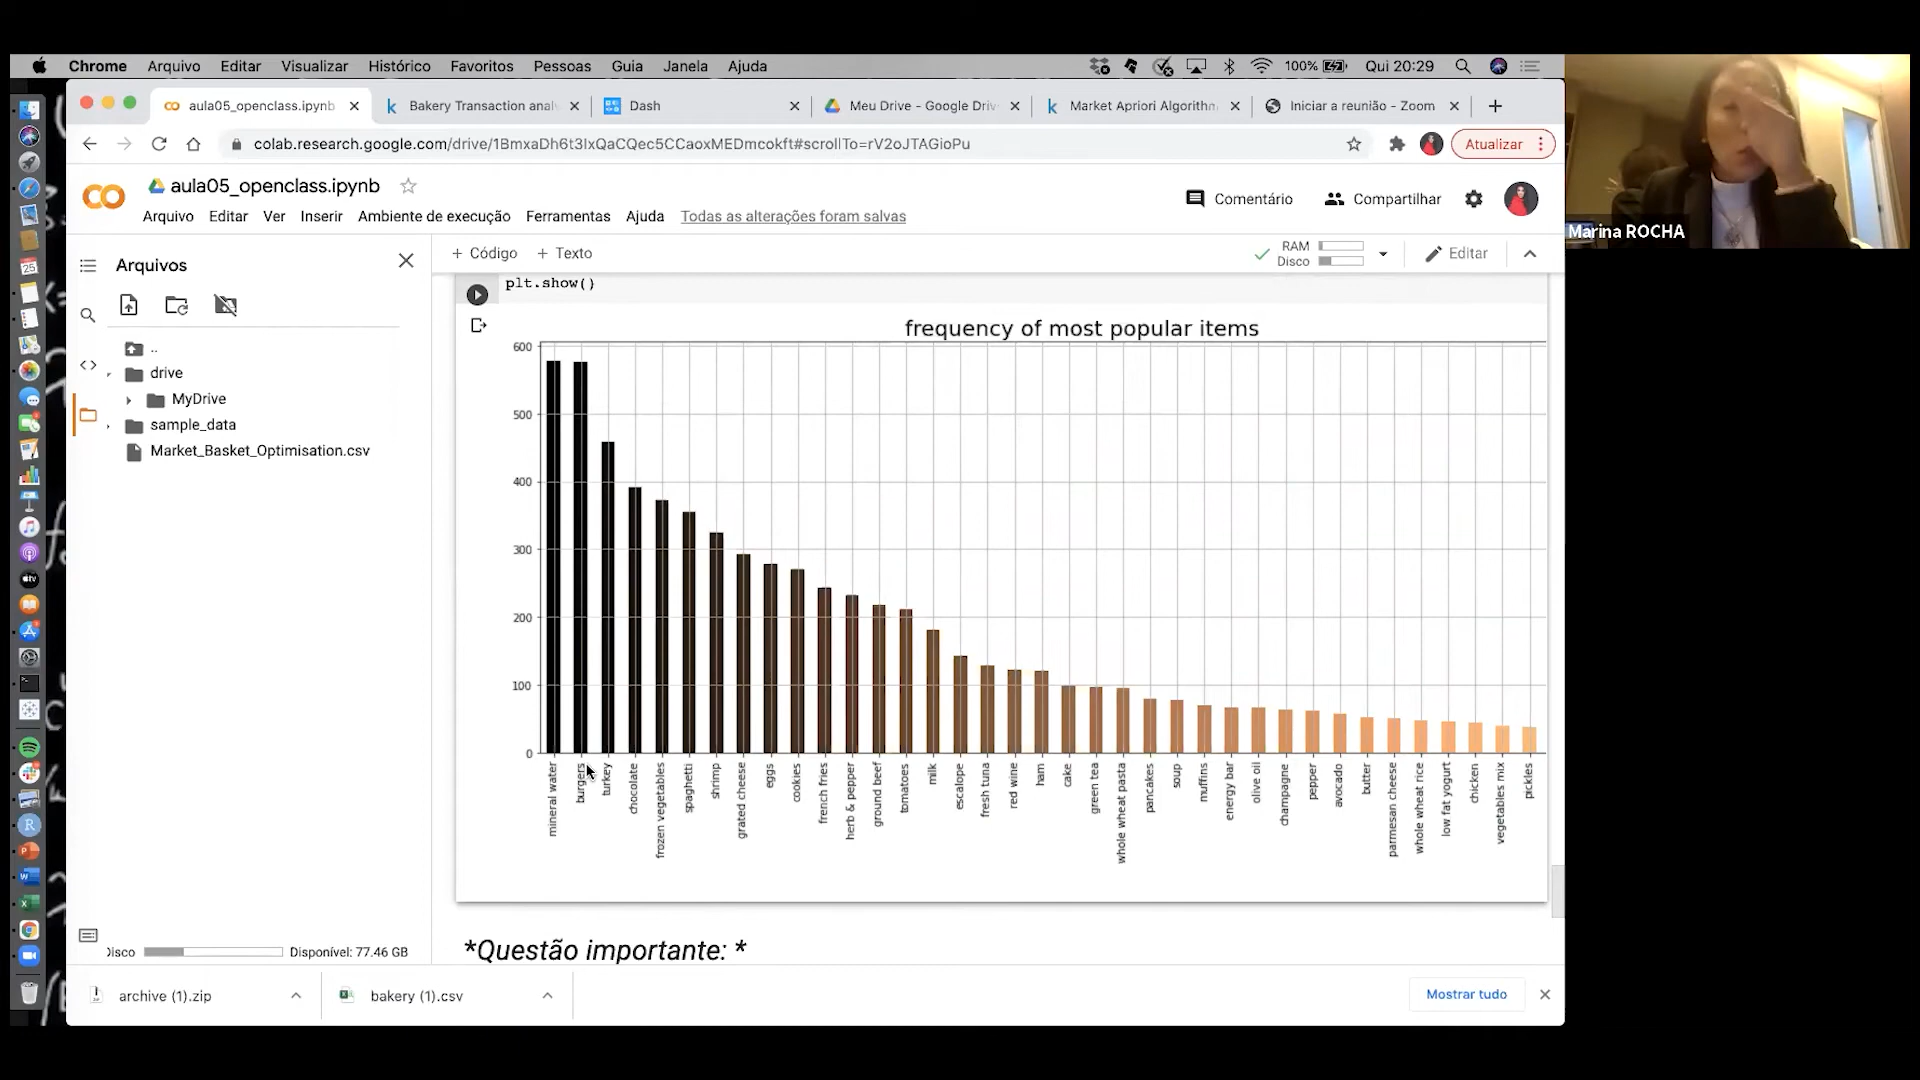 Chrome Arquivo Editar Visualizar Histórico Favoritos Pessoas Guia Janela Ajuda 100% Qui 20:29
aula05_openclass.ipynb Bakery Transaction anal Dash Meu Drive - Google Driv Market Apriori Algorithm Iniciar a reunião - Zoom
colab.research.google.com/drive/1BmxaDh6t3IxQaCQec5CCaoxMEDmcokft#scrollTo=rV2oJTAGioPu Atualizar
aula05_openclass.ipynb
Comentário Compartilhar
Arquivo Editar Ver Inserir Ambiente de execução Ferramentas Ajuda Todas as alterações foram salvas
Marina ROCHA
+ Código + Texto RAM Disco Editar
Arquivos
..
drive
MyDrive
sample_data
Market_Basket_Optimisation.csv
plt.show()
frequency of most popular items
600
500
400
300
200
100
0
mineral water
burgers
turkey
chocolate
frozen vegetables
spaghetti
shrimp
grated cheese
eggs
cookies
french fries
herb & pepper
ground beef
tomatoes
milk
escalope
fresh tuna
red wine
ham
cake
green tea
whole wheat pasta
pancakes
soup
muffins
energy bar
olive oil
champagne
pepper
avocado
butter
parmesan cheese
whole wheat rice
low fat yogurt
chicken
vegetables mix
pickles
*Questão importante: *
Disco Disponível: 77.46 GB
archive (1).zip bakery (1).csv Mostrar tudo